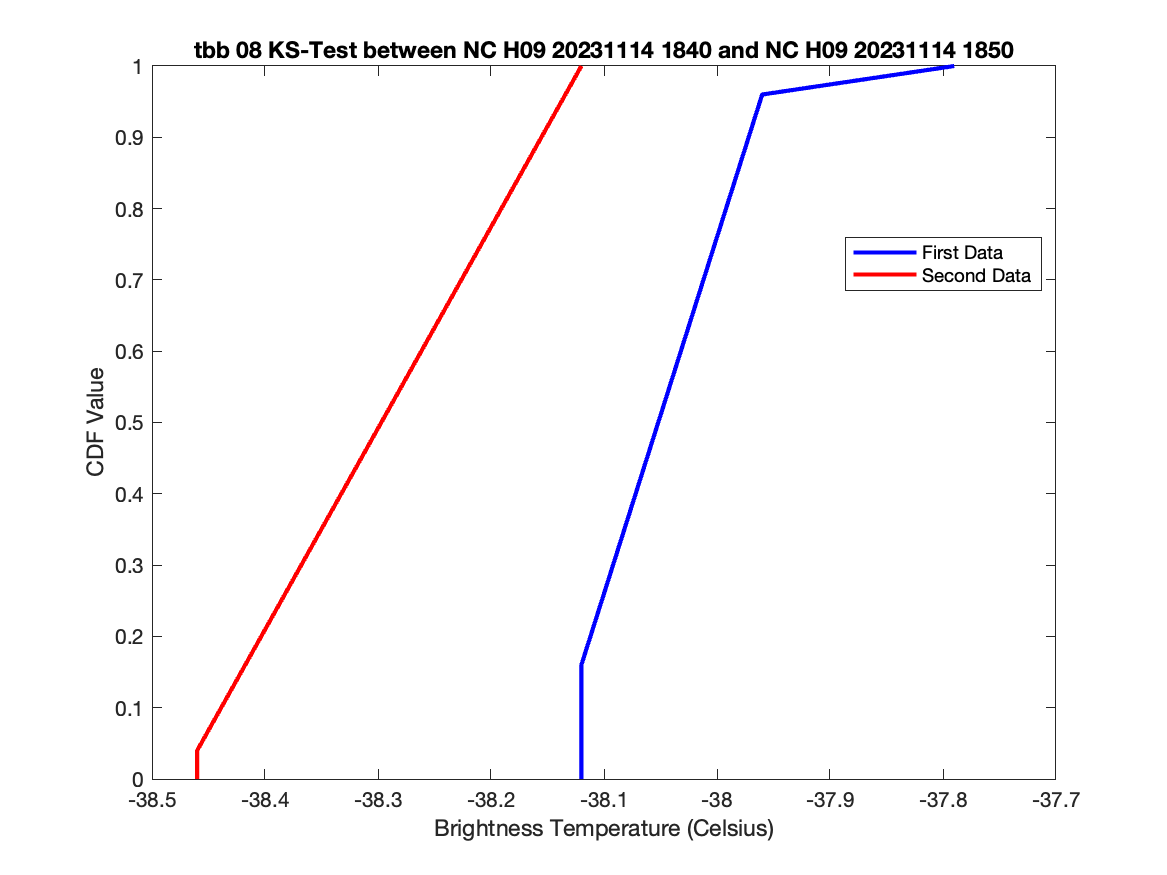 tbb 08 KS-Test between NC H09 20231114 1840 and NC H09 20231114 1850
1
0.9
0.8
0.7
0.6
0.5
0.4
0.3
0.2
0.1
0
CDF Value
First Data
Second Data
-38.5 -38.4 -38.3 -38.2 -38.1 -38 -37.9 -37.8 -37.7
Brightness Temperature (Celsius)